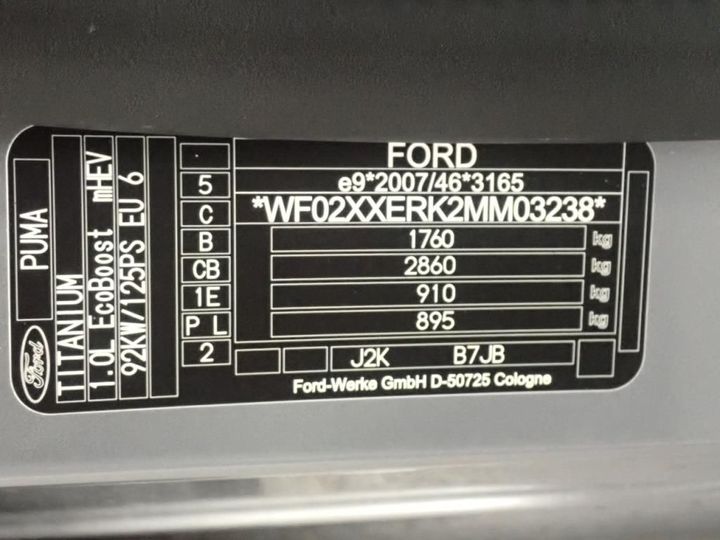 FORD
e9*2007/46*3165
*WF02XXERK2MM03238*
1760 kg
2860 kg
910 kg
895 kg
J2K B7JB
Ford-Werke GmbH D-50725 Cologne
5
C
B
CB
1E
P L
2
PUMA
Ford
TITANIUM
1.0L EcoBoost mHEV
92KW/125PS EU 6